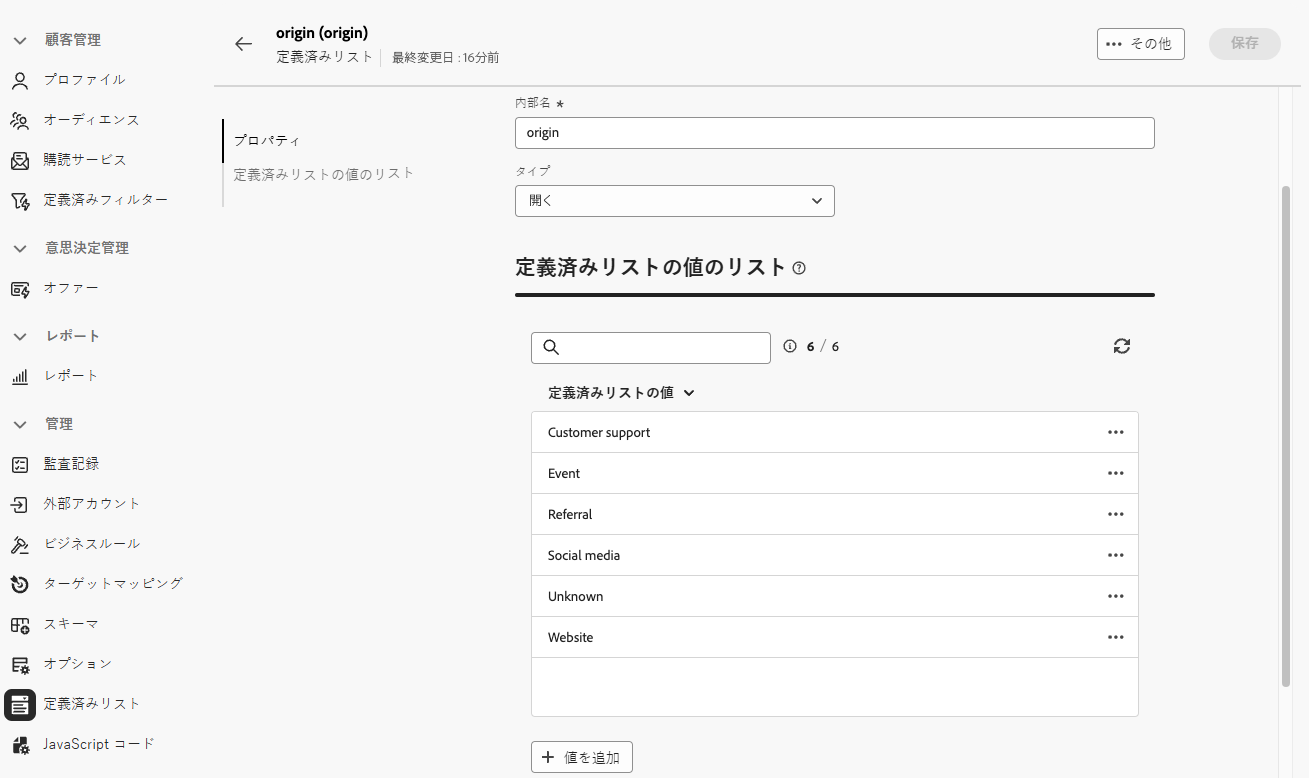 顧客管理
プロファイル
オーディエンス
購読サービス
定義済みフィルター
意思決定管理
オファー
レポート
レポート
管理
監査記録
外部アカウント
ビジネスルール
ターゲットマッピング
スキーマ
オプション
定義済みリスト
JavaScript コード
origin (origin)
定義済みリスト 最終変更日 : 16分前
••• その他
保存
プロパティ
定義済みリストの値のリスト
内部名 *
origin
タイプ
開く
定義済みリストの値のリスト
6 / 6
定義済みリストの値
Customer support
Event
Referral
Social media
Unknown
Website
+ 値を追加